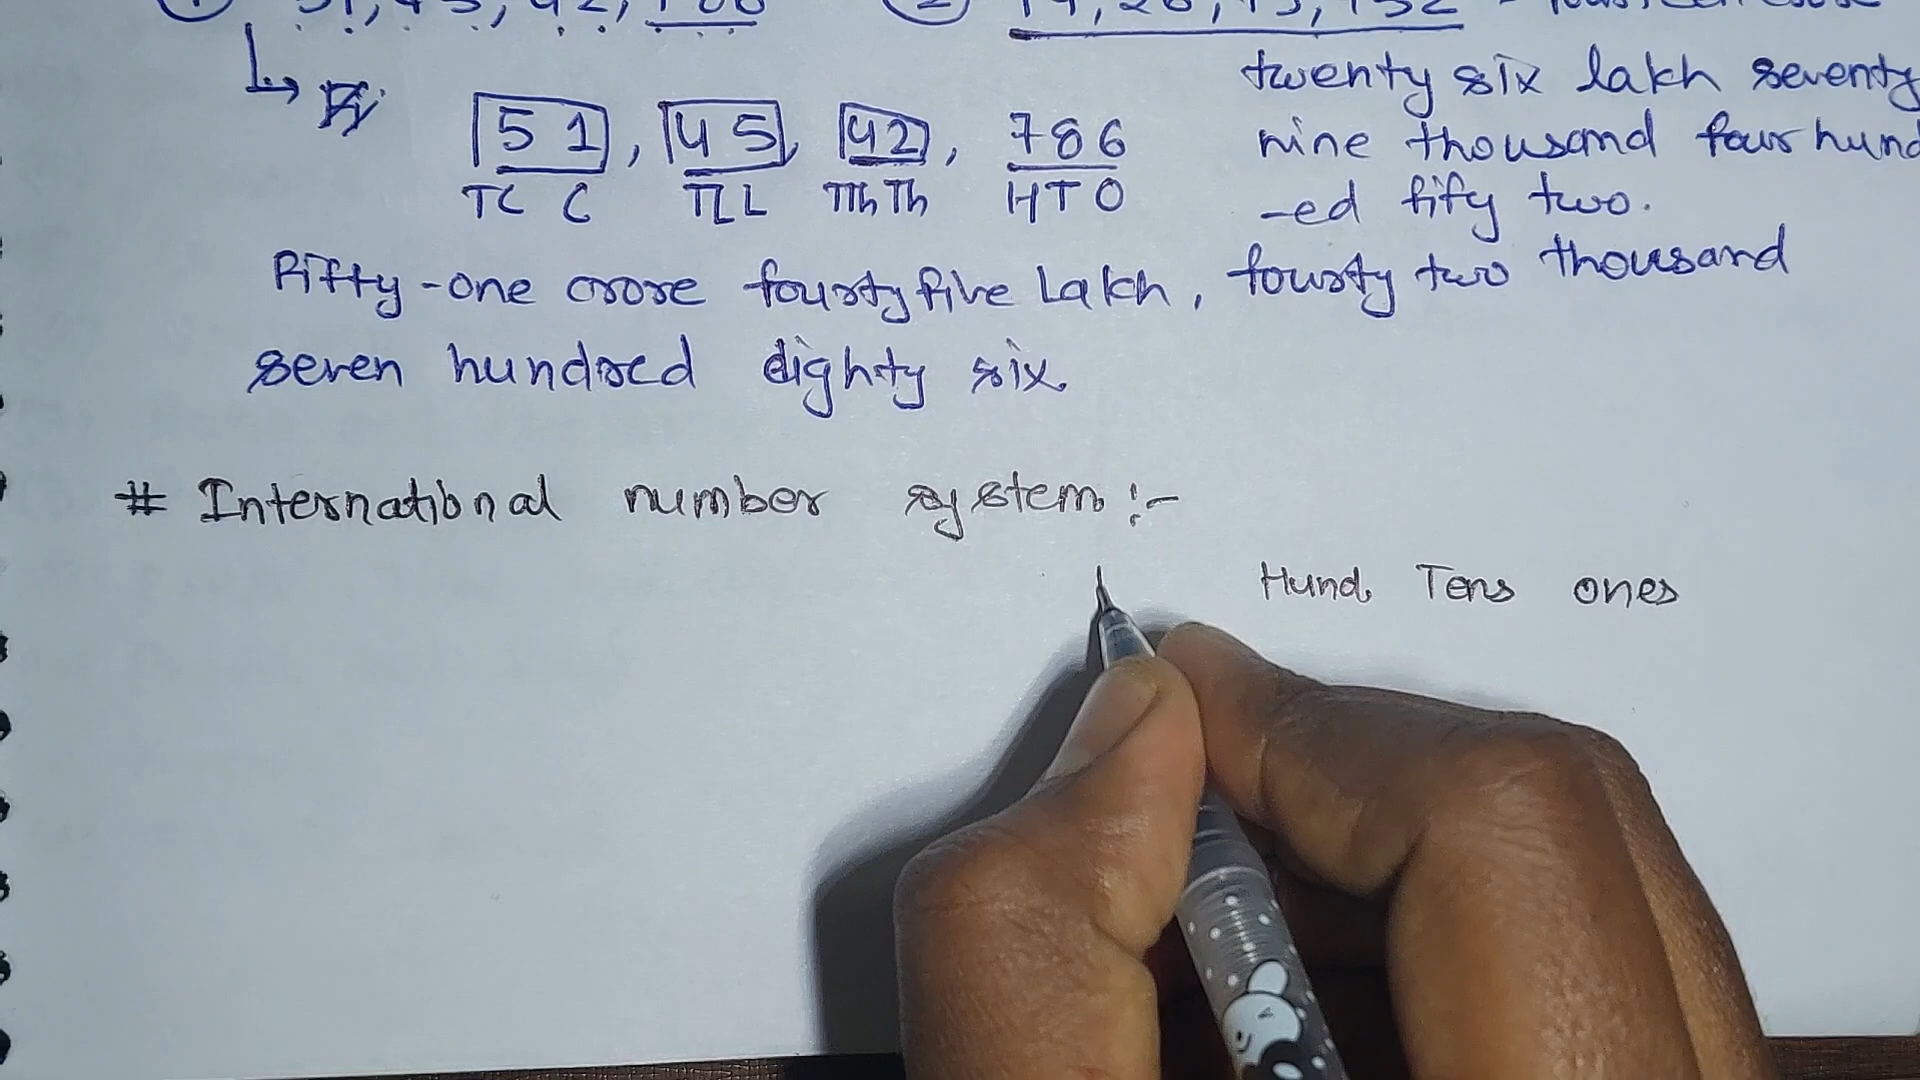 twenty six lakh seventy
51, 45, 42, 786
nine thousand four hund
TC C TL L TTh Th H T O
-ed fify two.
Fifty-one crore fourty five Lakh, fourty two thousand
seven hundred eighty six.
# International number system :-
Hund. Tens ones